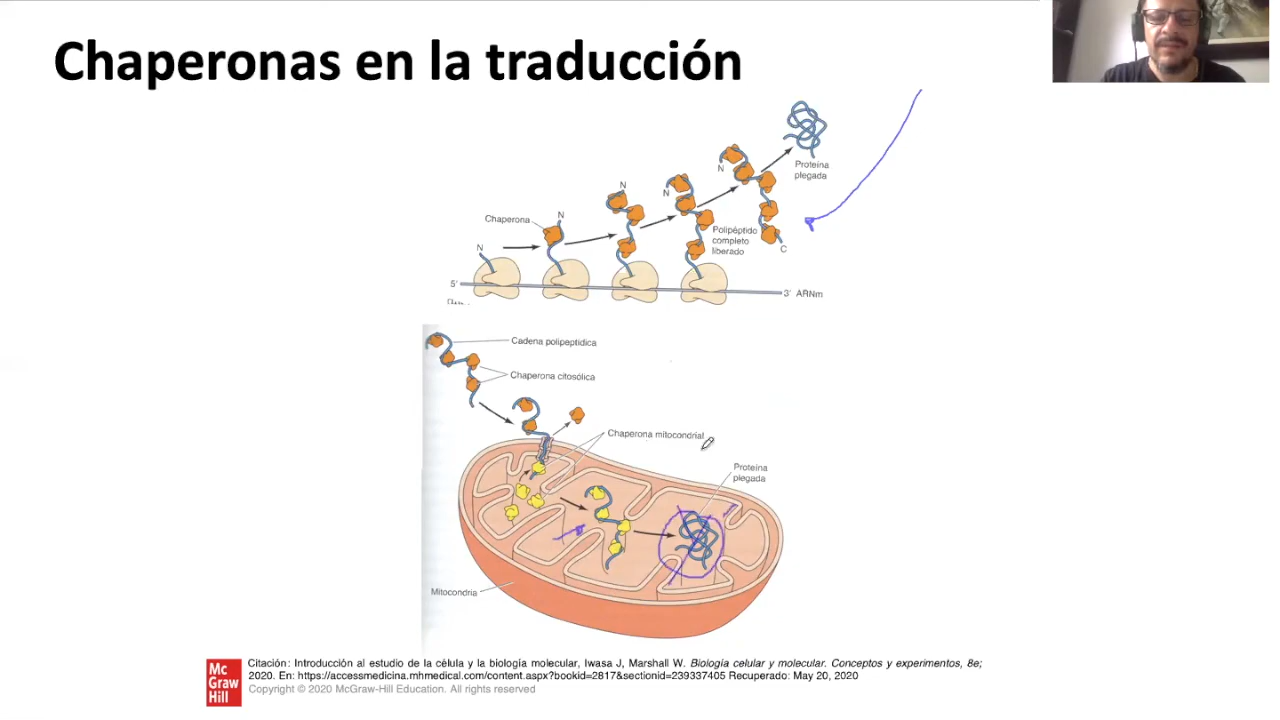 Chaperonas en la traducción
Proteína
plegada
N
N
N
N
N
Chaperona
Polipéptido
completo
liberado
C
5'
3' ARNm
Cadena polipeptídica
Chaperona citosólica
Chaperona mitocondrial
Proteína
plegada
Mitocondria
Mc
Graw
Hill
Citación: Introducción al estudio de la célula y la biología molecular, Iwasa J, Marshall W. Biología celular y molecular. Conceptos y experimentos, 8e;
2020. En: https://accessmedicina.mhmedical.com/content.aspx?bookid=2817&sectionid=239337405 Recuperado: May 20, 2020
Copyright © 2020 McGraw-Hill Education. All rights reserved